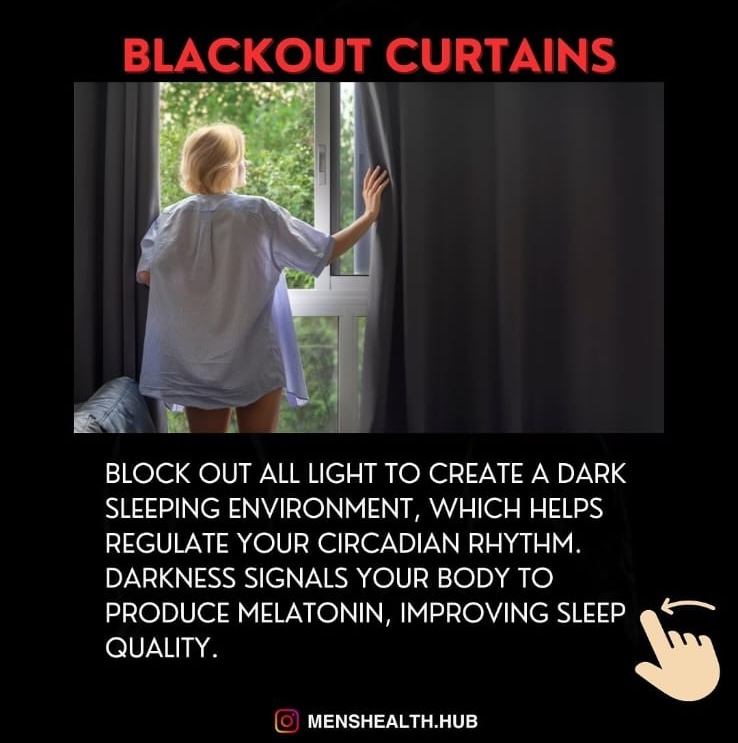 BLACKOUT CURTAINS
BLOCK OUT ALL LIGHT TO CREATE A DARK
SLEEPING ENVIRONMENT, WHICH HELPS
REGULATE YOUR CIRCADIAN RHYTHM.
DARKNESS SIGNALS YOUR BODY TO
PRODUCE MELATONIN, IMPROVING SLEEP
QUALITY.
MENSHEALTH.HUB